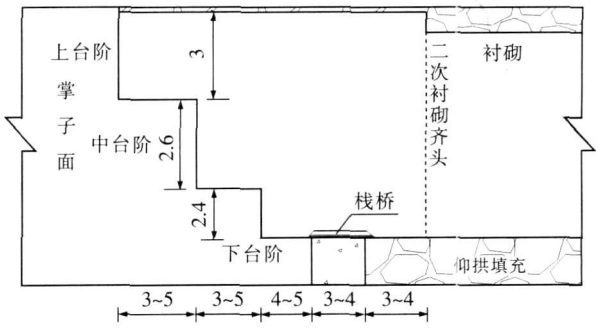 上台阶
3
衬砌
掌子面
二次衬砌齐头
中台阶
2.6
2.4
栈桥
下台阶
仰拱填充
3~5
3~5
4~5
3~4
3~4